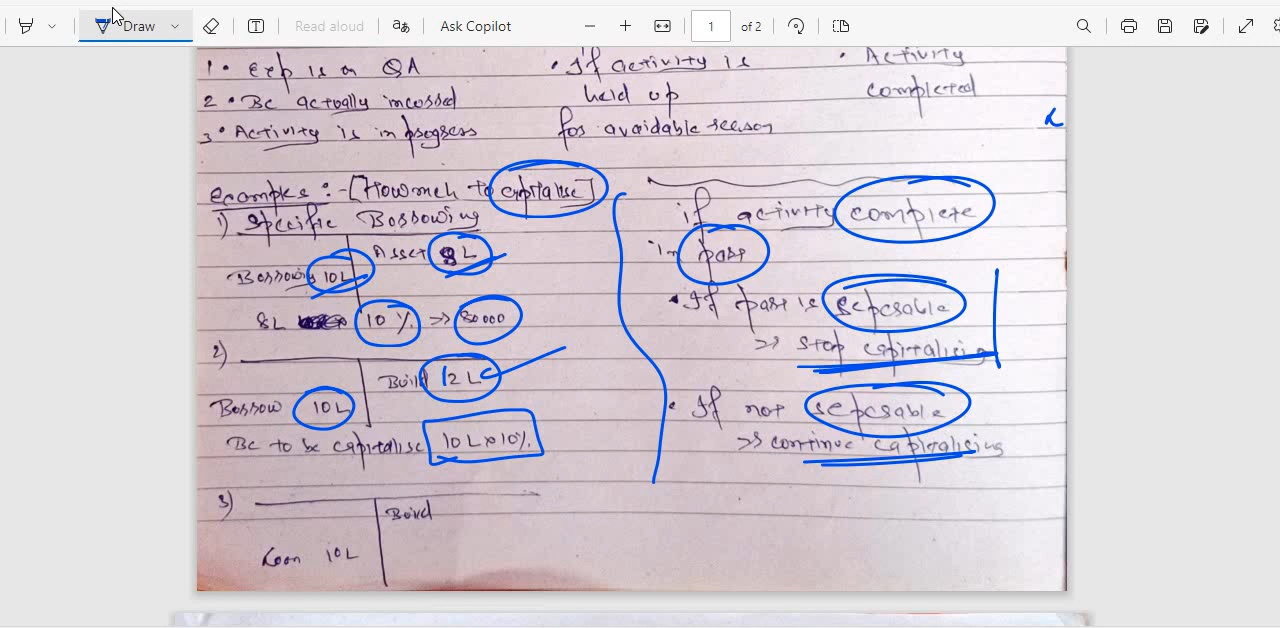 Draw
Read aloud
aあ
Ask Copilot
1 of 2
1 • Exp is on QA
2 • Bc actually incurred
3 • Activity is in progress
• If activity is
held up
for avoidable reason
• Activity
completed
examples :- [How much to capitalise]
1) Specific Borrowing
Borrowing 10L
Asset 8L
8L 10% => 80000
2)
Borrow 10L
Build 12L
Bc to be capitalise 10L×10%.
3)
Loan 10L
Build
if activity complete
in part
• If part is seperable
=> stop capitalising
• If not seperable
=> continue capitalising